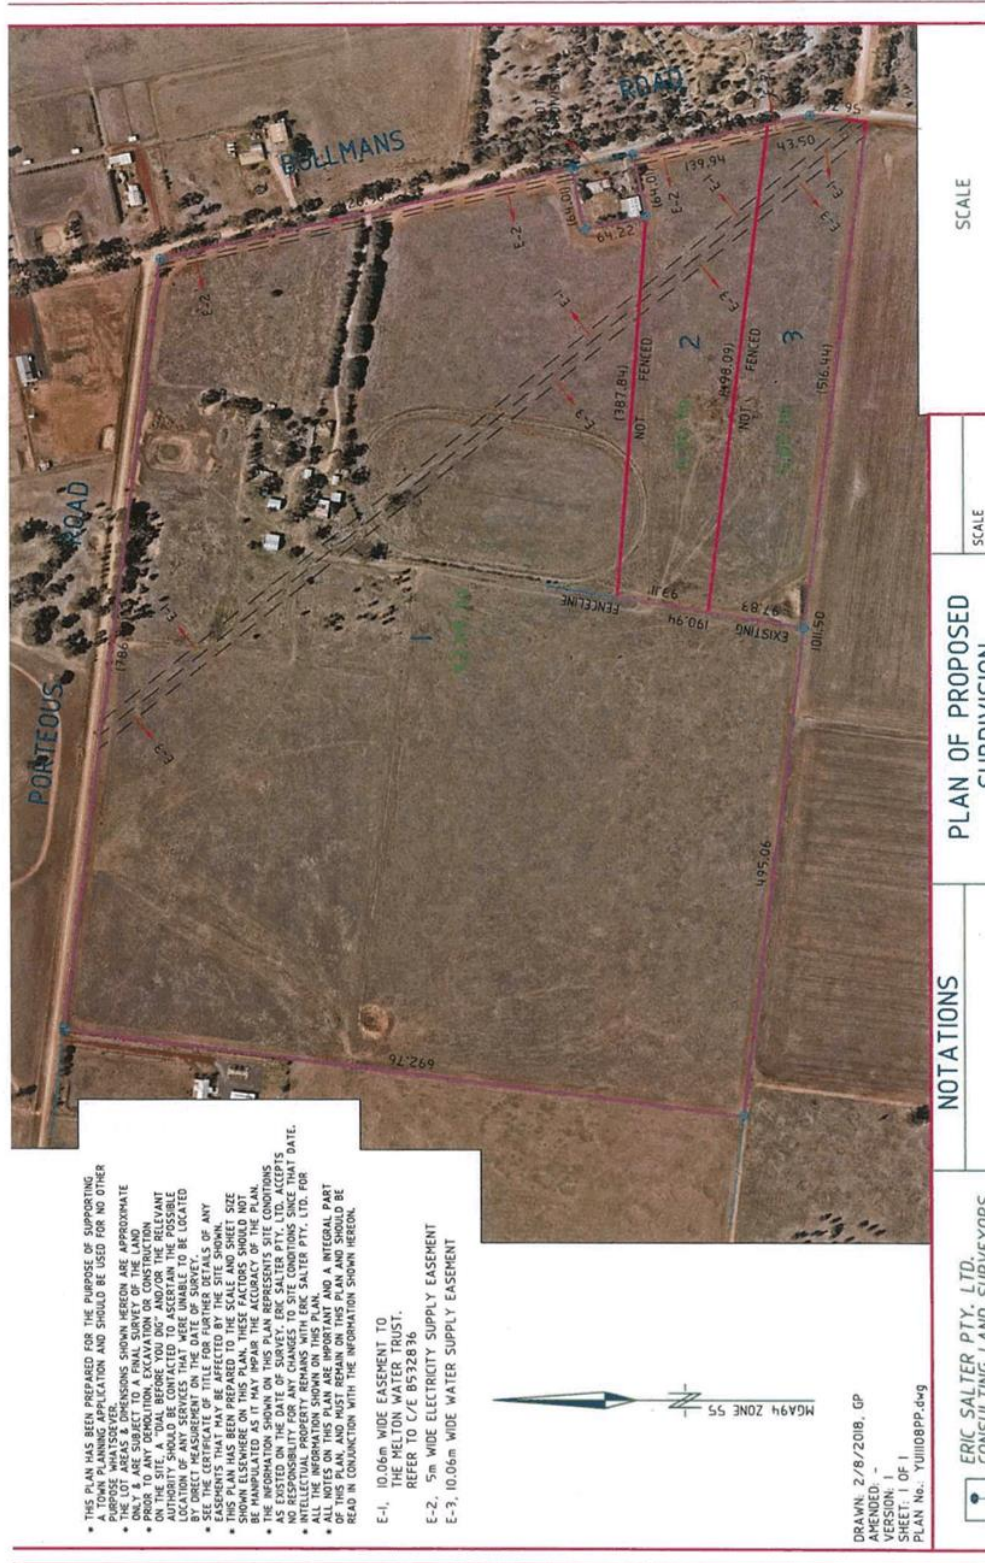 * THIS PLAN HAS BEEN PREPARED FOR THE PURPOSE OF SUPPORTING
A TOWN PLANNING APPLICATION AND SHOULD BE USED FOR NO OTHER
PURPOSE WHATSOEVER.
* THE LOT AREAS & DIMENSIONS SHOWN HEREON ARE APPROXIMATE
ONLY & ARE SUBJECT TO A FINAL SURVEY OF THE LAND
* PRIOR TO ANY DEMOLITION, EXCAVATION OR CONSTRUCTION
ON THE SITE, A "DIAL BEFORE YOU DIG" AND/OR THE RELEVANT
AUTHORITY SHOULD BE CONTACTED TO ASCERTAIN THE POSSIBLE
LOCATION OF ANY SERVICES THAT WERE UNABLE TO BE LOCATED
BY DIRECT MEASUREMENT ON THE DATE OF SURVEY.
* SEE THE CERTIFICATE OF TITLE FOR FURTHER DETAILS OF ANY
EASEMENTS THAT MAY BE AFFECTED BY THE SITE SHOWN.
* THIS PLAN HAS BEEN PREPARED TO THE SCALE AND SHEET SIZE
SHOWN ELSEWHERE ON THIS PLAN. THESE FACTORS SHOULD NOT
BE MANIPULATED AS IT MAY IMPAIR THE ACCURACY OF THE PLAN.
* THE INFORMATION SHOWN ON THIS PLAN REPRESENTS SITE CONDITIONS
AS EXISTED ON THE DATE OF SURVEY. ERIC SALTER PTY. LTD. ACCEPTS
NO RESPONSIBILITY FOR ANY CHANGES TO SITE CONDITIONS SINCE THAT DATE.
* INTELLECTUAL PROPERTY REMAINS WITH ERIC SALTER PTY. LTD. FOR
ALL THE INFORMATION SHOWN ON THIS PLAN.
* ALL NOTES ON THIS PLAN ARE IMPORTANT AND A INTEGRAL PART
OF THIS PLAN, AND MUST REMAIN ON THIS PLAN AND SHOULD BE
READ IN CONJUNCTION WITH THE INFORMATION SHOWN HEREON.
E-1, 10.06m WIDE EASEMENT TO
THE MELTON WATER TRUST.
REFER TO C/E B532836
E-2, 5m WIDE ELECTRICITY SUPPLY EASEMENT
E-3, 10.06m WIDE WATER SUPPLY EASEMENT
MGA94 ZONE 55
DRAWN: 2/8/2018, GP
AMENDED: -
VERSION: 1
SHEET: 1 OF 1
PLAN No.: YU11108PP.dwg
PORTEOUS
ROAD
BULLMANS
ROAD
E-3
E-3
E-2
E-2
E-1
E-3
64.22
(64.01)
E-2
139.94
E-1
E-3
43.50
E-1
E-3
692.76
1
FENCELINE
(387.84)
NOT
FENCED
2
93.11
(90.94
(498.09)
NOT
FENCED
3
97.83
EXISTING
(516.44)
1011.50
495.06
ERIC SALTER PTY. LTD.
CONSULTING LAND SURVEYORS
NOTATIONS
PLAN OF PROPOSED
SUBDIVISION
SCALE
SCALE